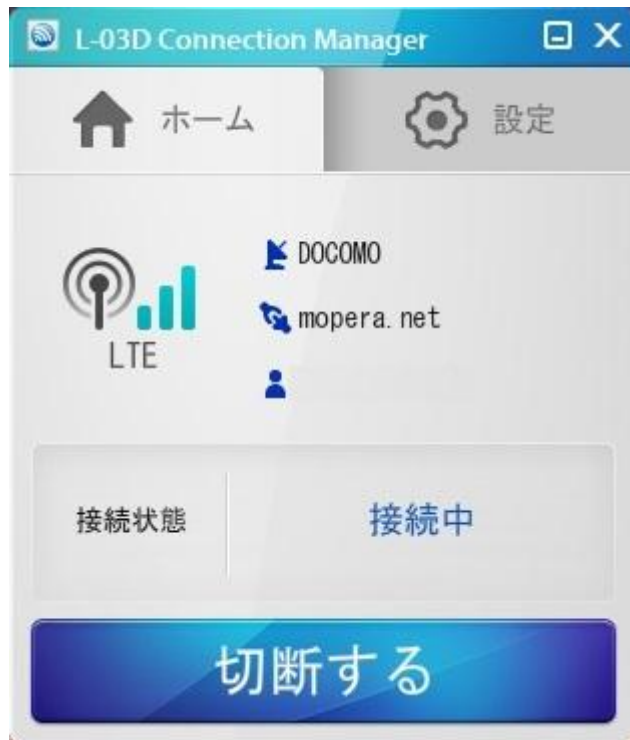 L-03D Connection Manager
ホーム
設定
DOCOMO
mopera.net
LTE
接続状態
接続中
切断する